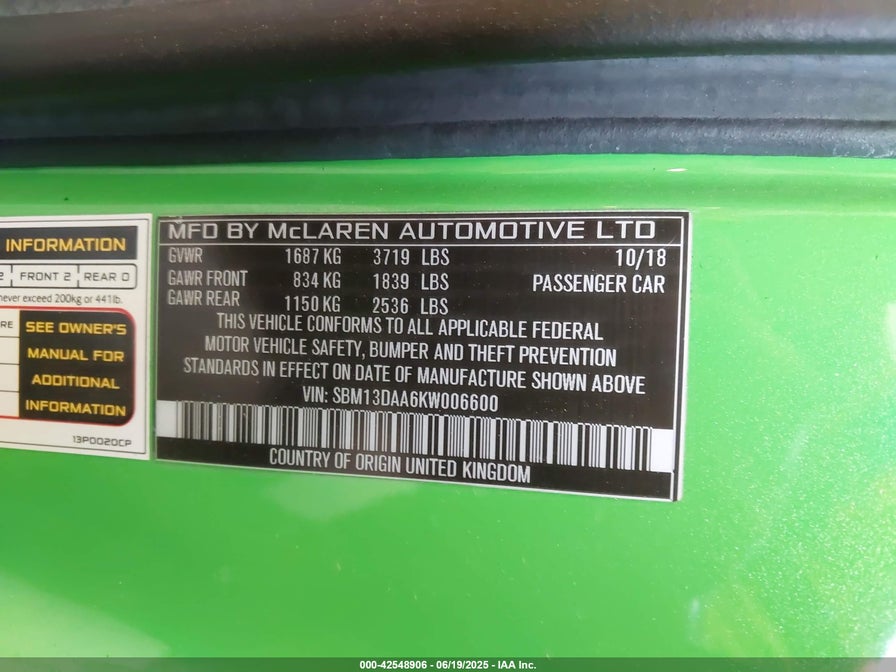 INFORMATION
2 FRONT 2 REAR 0
never exceed 200kg or 441lb.
RE SEE OWNER'S
MANUAL FOR
ADDITIONAL
INFORMATION
13PD020CP
MFD BY McLAREN AUTOMOTIVE LTD
GVWR 1687 KG 3719 LBS 10/18
GAWR FRONT 834 KG 1839 LBS PASSENGER CAR
GAWR REAR 1150 KG 2536 LBS
THIS VEHICLE CONFORMS TO ALL APPLICABLE FEDERAL
MOTOR VEHICLE SAFETY, BUMPER AND THEFT PREVENTION
STANDARDS IN EFFECT ON DATE OF MANUFACTURE SHOWN ABOVE
VIN: SBM13DAA6KW006600
COUNTRY OF ORIGIN UNITED KINGDOM
000-42548906 - 06/19/2025 - IAA Inc.